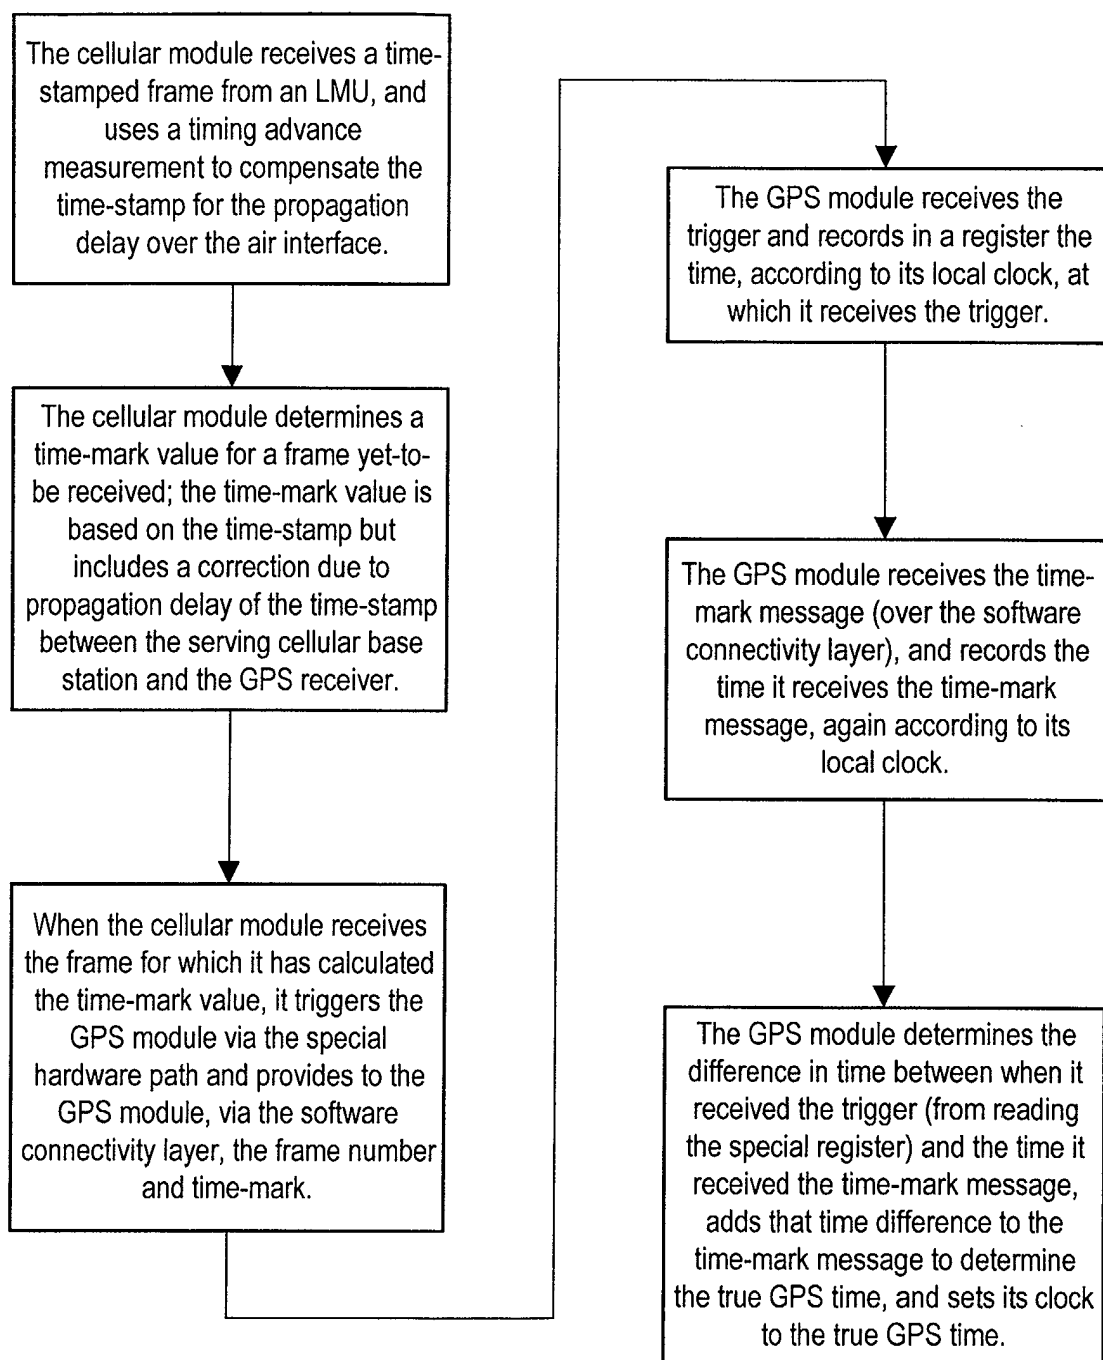 The cellular module receives a time-
stamped frame from an LMU, and
uses a timing advance
measurement to compensate the
time-stamp for the propagation
delay over the air interface.
The cellular module determines a
time-mark value for a frame yet-to-
be received; the time-mark value is
based on the time-stamp but
includes a correction due to
propagation delay of the time-stamp
between the serving cellular base
station and the GPS receiver.
When the cellular module receives
the frame for which it has calculated
the time-mark value, it triggers the
GPS module via the special
hardware path and provides to the
GPS module, via the software
connectivity layer, the frame number
and time-mark.
The GPS module receives the
trigger and records in a register the
time, according to its local clock, at
which it receives the trigger.
The GPS module receives the time-
mark message (over the software
connectivity layer), and records the
time it receives the time-mark
message, again according to its
local clock.
The GPS module determines the
difference in time between when it
received the trigger (from reading
the special register) and the time it
received the time-mark message,
adds that time difference to the
time-mark message to determine
the true GPS time, and sets its clock
to the true GPS time.